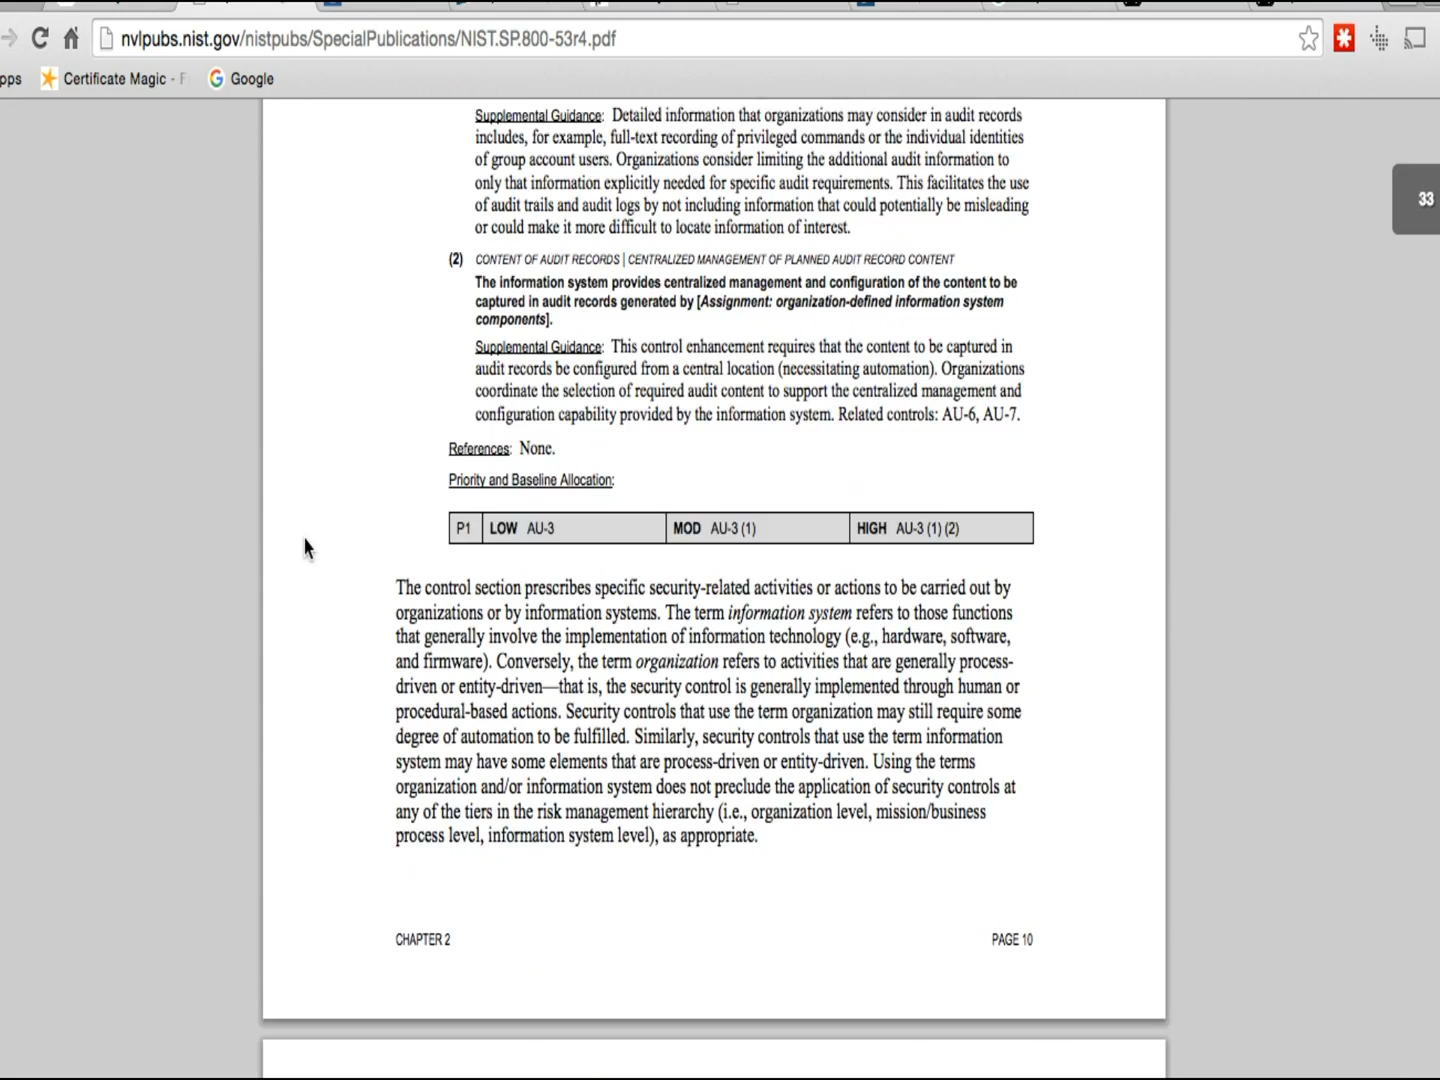 nvlpubs.nist.gov/nistpubs/SpecialPublications/NIST.SP.800-53r4.pdf
pps Certificate Magic - F Google
Supplemental Guidance: Detailed information that organizations may consider in audit records
includes, for example, full-text recording of privileged commands or the individual identities
of group account users. Organizations consider limiting the additional audit information to
only that information explicitly needed for specific audit requirements. This facilitates the use
of audit trails and audit logs by not including information that could potentially be misleading
or could make it more difficult to locate information of interest.
33
(2) CONTENT OF AUDIT RECORDS | CENTRALIZED MANAGEMENT OF PLANNED AUDIT RECORD CONTENT
The information system provides centralized management and configuration of the content to be
captured in audit records generated by [Assignment: organization-defined information system
components].
Supplemental Guidance: This control enhancement requires that the content to be captured in
audit records be configured from a central location (necessitating automation). Organizations
coordinate the selection of required audit content to support the centralized management and
configuration capability provided by the information system. Related controls: AU-6, AU-7.
References: None.
Priority and Baseline Allocation:
P1 LOW AU-3 MOD AU-3 (1) HIGH AU-3 (1) (2)
The control section prescribes specific security-related activities or actions to be carried out by
organizations or by information systems. The term information system refers to those functions
that generally involve the implementation of information technology (e.g., hardware, software,
and firmware). Conversely, the term organization refers to activities that are generally process-
driven or entity-driven—that is, the security control is generally implemented through human or
procedural-based actions. Security controls that use the term organization may still require some
degree of automation to be fulfilled. Similarly, security controls that use the term information
system may have some elements that are process-driven or entity-driven. Using the terms
organization and/or information system does not preclude the application of security controls at
any of the tiers in the risk management hierarchy (i.e., organization level, mission/business
process level, information system level), as appropriate.
CHAPTER 2 PAGE 10